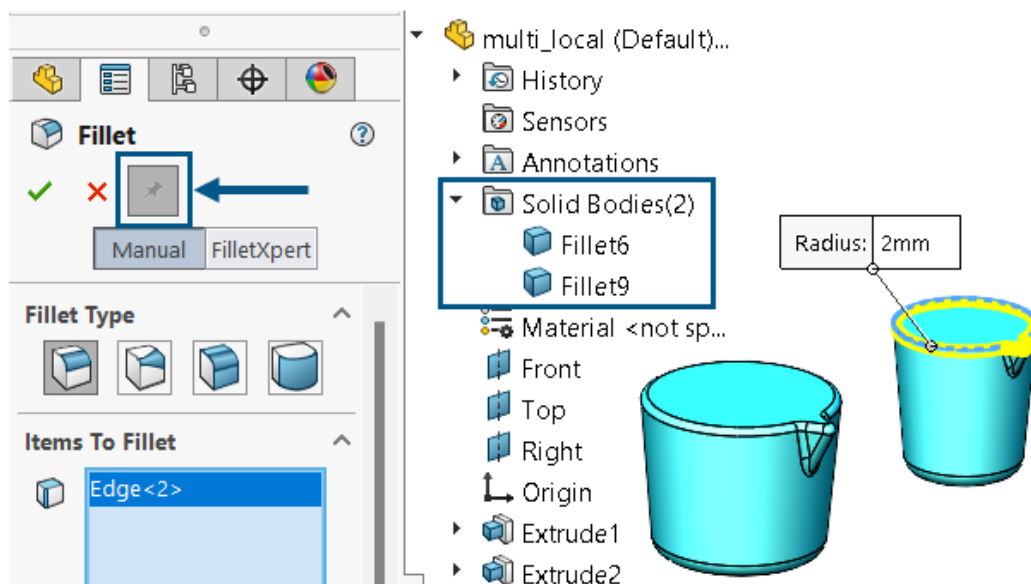 Fillet
Manual
FilletXpert
Fillet Type
Items To Fillet
Edge<2>
multi_local (Default)...
History
Sensors
A Annotations
Solid Bodies(2)
Fillet6
Fillet9
Material <not sp...
Front
Top
Right
Origin
Extrude1
Extrude2
Radius: 2mm